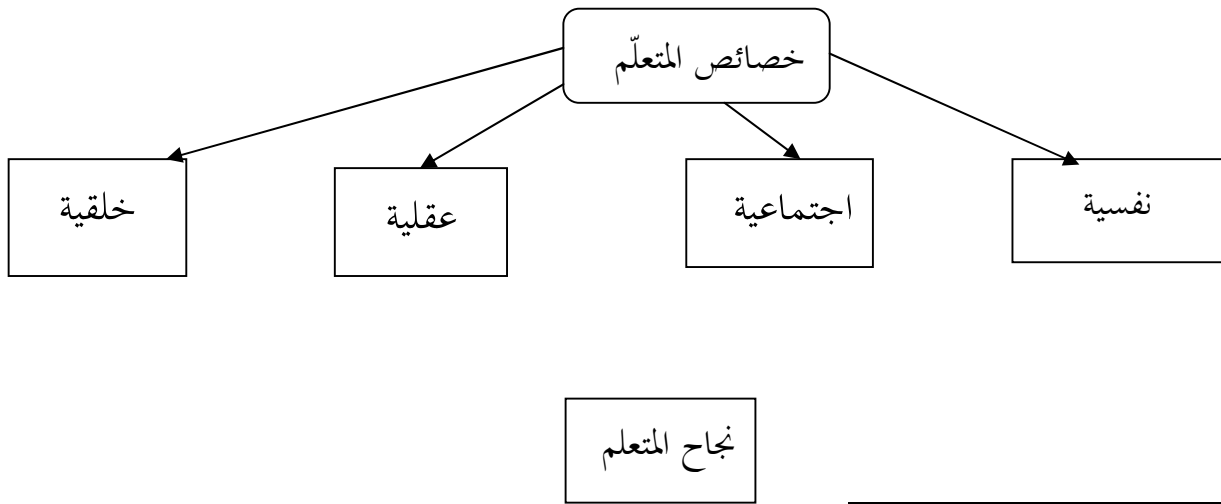 خصائص المتعلّم
نفسية
اجتماعية
عقلية
خلقية
نجاح المتعلم